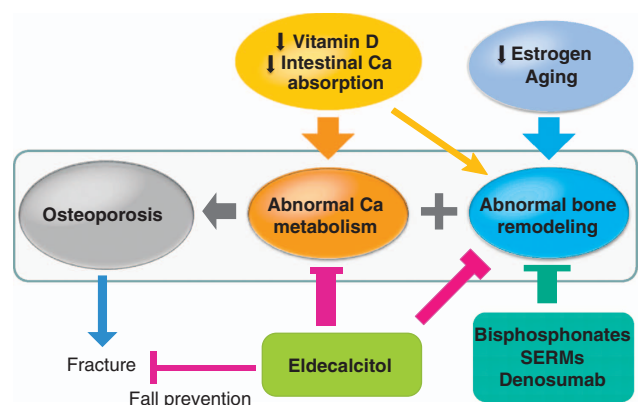 ⬇ Vitamin D
⬇ Intestinal Ca
absorption
⬇ Estrogen
Aging
Osteoporosis
Abnormal Ca
metabolism
+
Abnormal bone
remodeling
Fracture
Fall prevention
Eldecalcitol
Bisphosphonates
SERMs
Denosumab